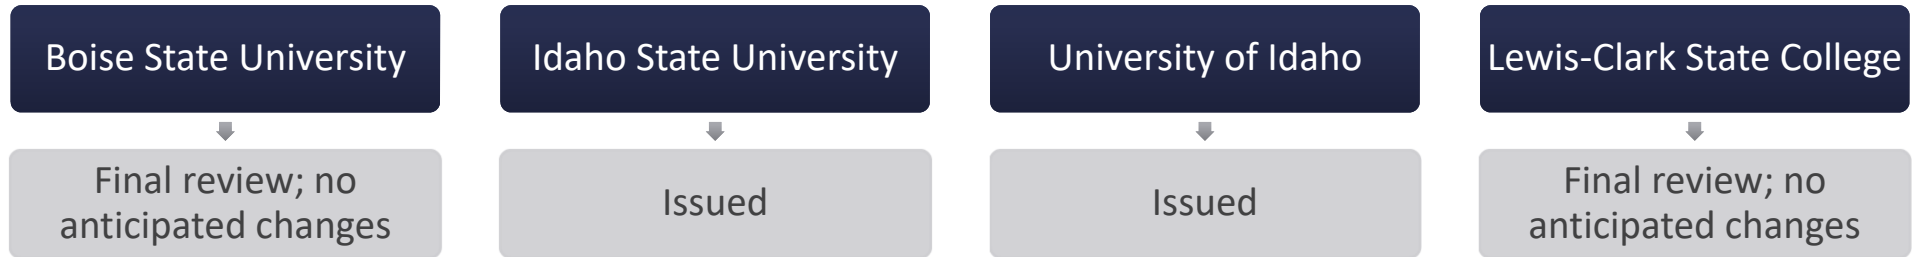 Boise State University
Idaho State University
University of Idaho
Lewis-Clark State College
Final review; no
anticipated changes
Issued
Issued
Final review; no
anticipated changes